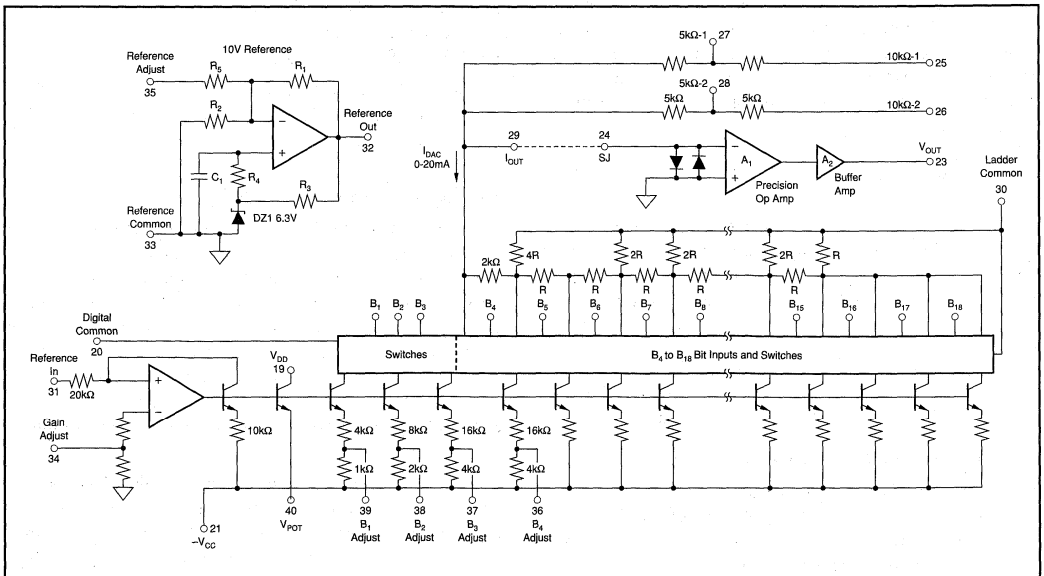 10V Reference
Reference
Adjust
35
R5
R1
R2
Reference
Out
32
C1
R4
R3
Reference
Common
33
DZ1 6.3V
5kΩ-1
27
10kΩ-1
25
5kΩ-2
28
5kΩ
5kΩ
10kΩ-2
26
IDAC
0-20mA
29
IOUT
24
SJ
A1
Precision
Op Amp
A2
Buffer
Amp
VOUT
23
Ladder
Common
30
2kΩ
4R
2R
2R
2R
R
R
R
R
R
R
B1
B2
B3
B4
B5
B6
B7
B8
B15
B16
B17
B18
Digital
Common
20
Switches
B4 to B18 Bit Inputs and Switches
Reference
In
31
20kΩ
VDD
19
Gain
Adjust
34
10kΩ
4kΩ
8kΩ
16kΩ
16kΩ
1kΩ
2kΩ
4kΩ
4kΩ
21
–VCC
40
VPOT
39
B1
Adjust
38
B2
Adjust
37
B3
Adjust
36
B4
Adjust
+
–
+
–
–
+